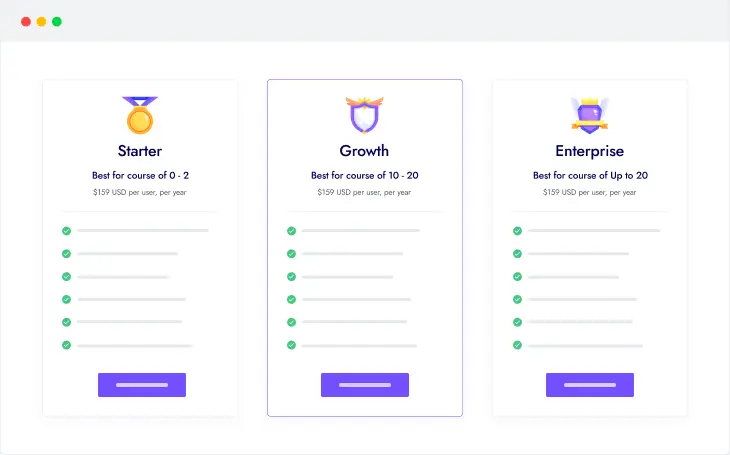 Starter
Best for course of 0 - 2
$159 USD per user, per year
Growth
Best for course of 10 - 20
$159 USD per user, per year
Enterprise
Best for course of Up to 20
$159 USD per user, per year